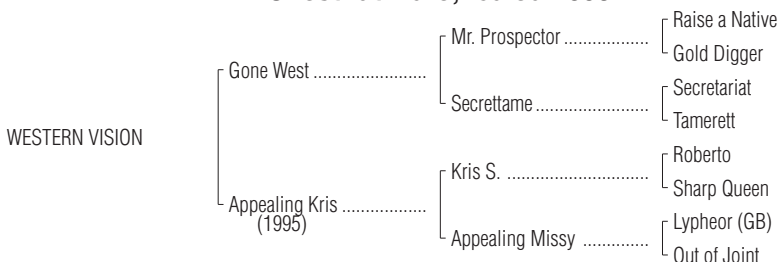 Raise a Native
Mr. Prospector ..................
Gold Digger
Gone West ........................
Secretariat
Secrettame ........................
Tamerett
WESTERN VISION
Roberto
Kris S. ..............................
Sharp Queen
Appealing Kris ..................
(1995)
Lypheor (GB)
Appealing Missy ..............
Out of Joint